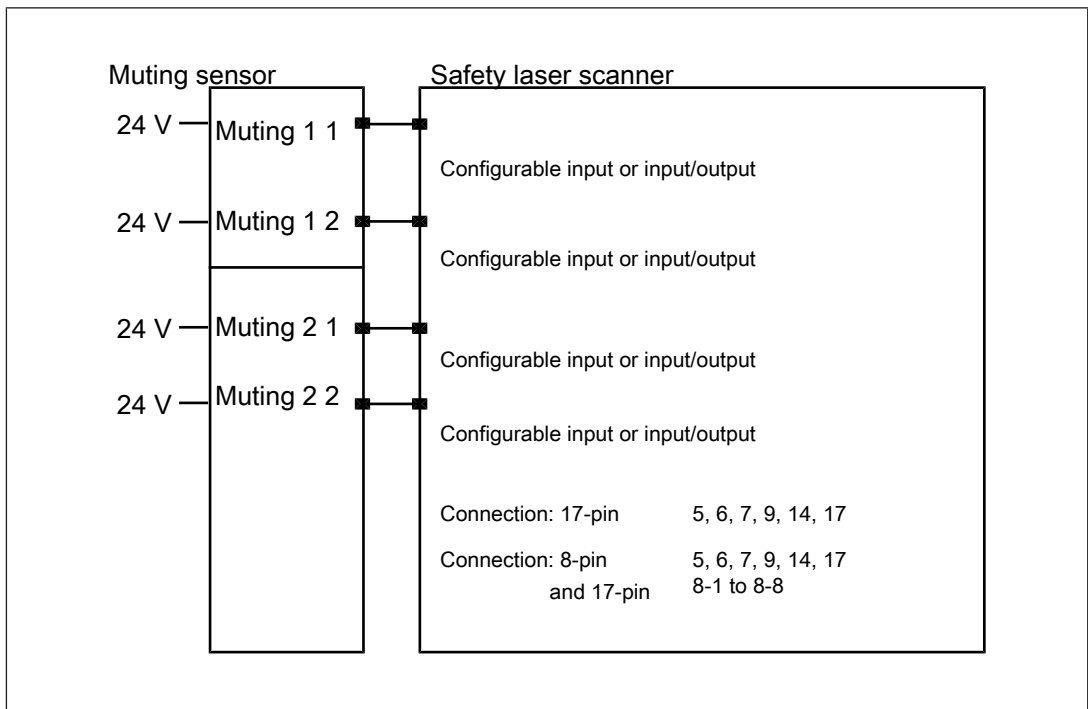 Muting sensor
Safety laser scanner
24 V
Muting 1 1
Configurable input or input/output
24 V
Muting 1 2
Configurable input or input/output
24 V
Muting 2 1
Configurable input or input/output
24 V
Muting 2 2
Configurable input or input/output
Connection: 17-pin 5, 6, 7, 9, 14, 17
Connection: 8-pin 5, 6, 7, 9, 14, 17
and 17-pin 8-1 to 8-8